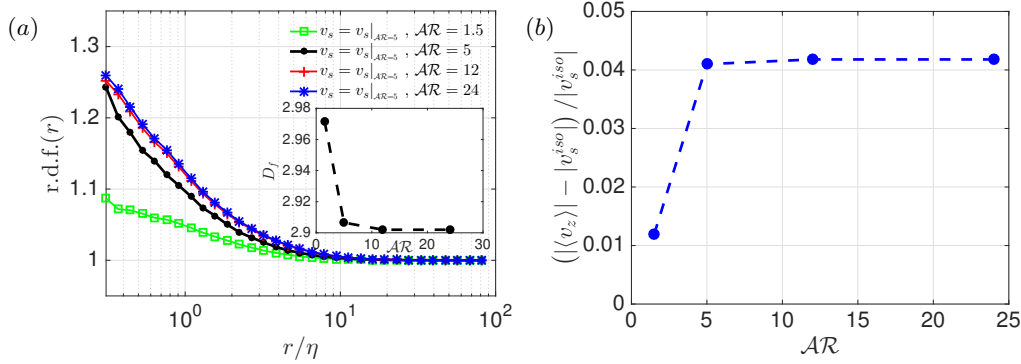 (a)
r.d.f.(r)
1.3
1.2
1.1
1
v_s = v_s|_{AR=5} , AR = 1.5
v_s = v_s|_{AR=5} , AR = 5
v_s = v_s|_{AR=5} , AR = 12
v_s = v_s|_{AR=5} , AR = 24
D_f
2.98
2.96
2.94
2.92
2.9
0 10 20 30
AR
10^0 10^1 10^2
r/η
(b)
(|⟨v_z⟩| − |v_s^{iso}|) / |v_s^{iso}|
0.05
0.04
0.03
0.02
0.01
0
0 5 10 15 20 25
AR